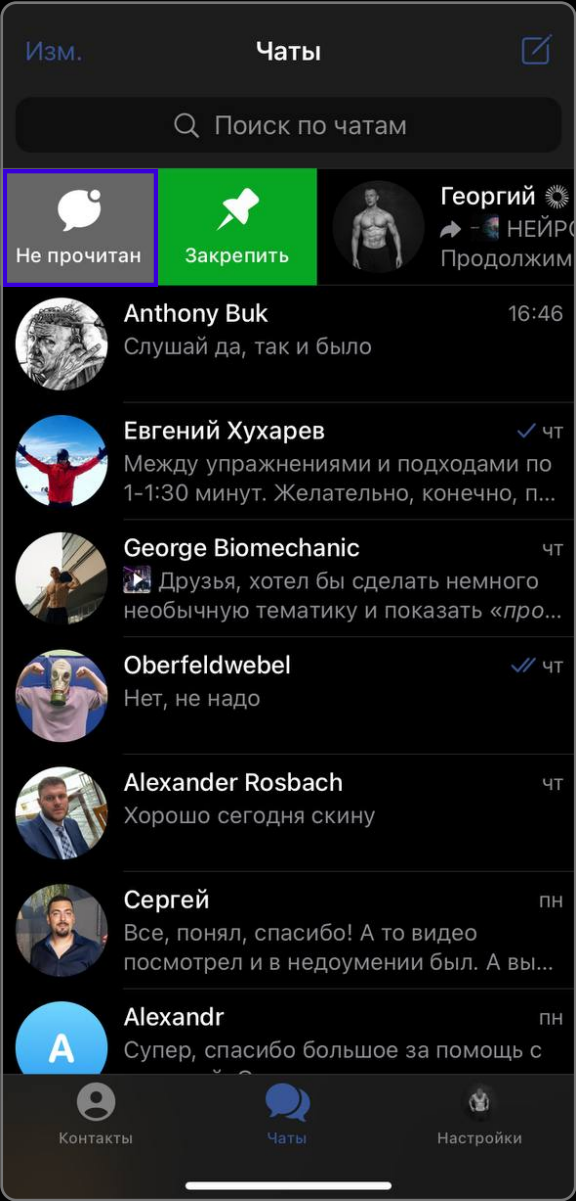 Изм.
Чаты
Поиск по чатам
Не прочитан
Закрепить
Георгий
НЕЙРО
Продолжим
Anthony Buk
16:46
Слушай да, так и было
Евгений Хухарев
чт
Между упражнениями и подходами по
1-1:30 минут. Желательно, конечно, п...
George Biomechanic
чт
Друзья, хотел бы сделать немного
необычную тематику и показать «про...
Oberfeldwebel
чт
Нет, не надо
Alexander Rosbach
чт
Хорошо сегодня скину
Сергей
пн
Все, понял, спасибо! А то видео
посмотрел и в недоумении был. А вы...
Alexandr
пн
A
Супер, спасибо большое за помощь с
Контакты
Чаты
Настройки